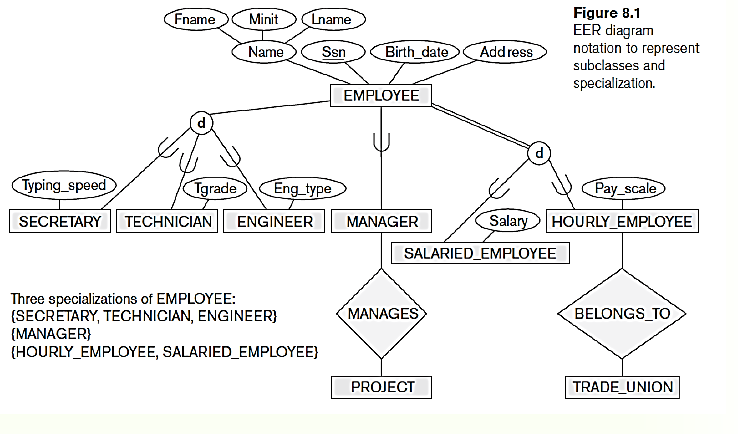 Fname Minit Lname
Name Ssn Birth_date Address
Figure 8.1
EER diagram
notation to represent
subclasses and
specialization.
EMPLOYEE
d
d
Typing_speed Tgrade Eng_type Pay_scale
SECRETARY TECHNICIAN ENGINEER MANAGER Salary HOURLY_EMPLOYEE
SALARIED_EMPLOYEE
Three specializations of EMPLOYEE:
{SECRETARY, TECHNICIAN, ENGINEER}
{MANAGER}
{HOURLY_EMPLOYEE, SALARIED_EMPLOYEE}
MANAGES BELONGS_TO
PROJECT TRADE_UNION